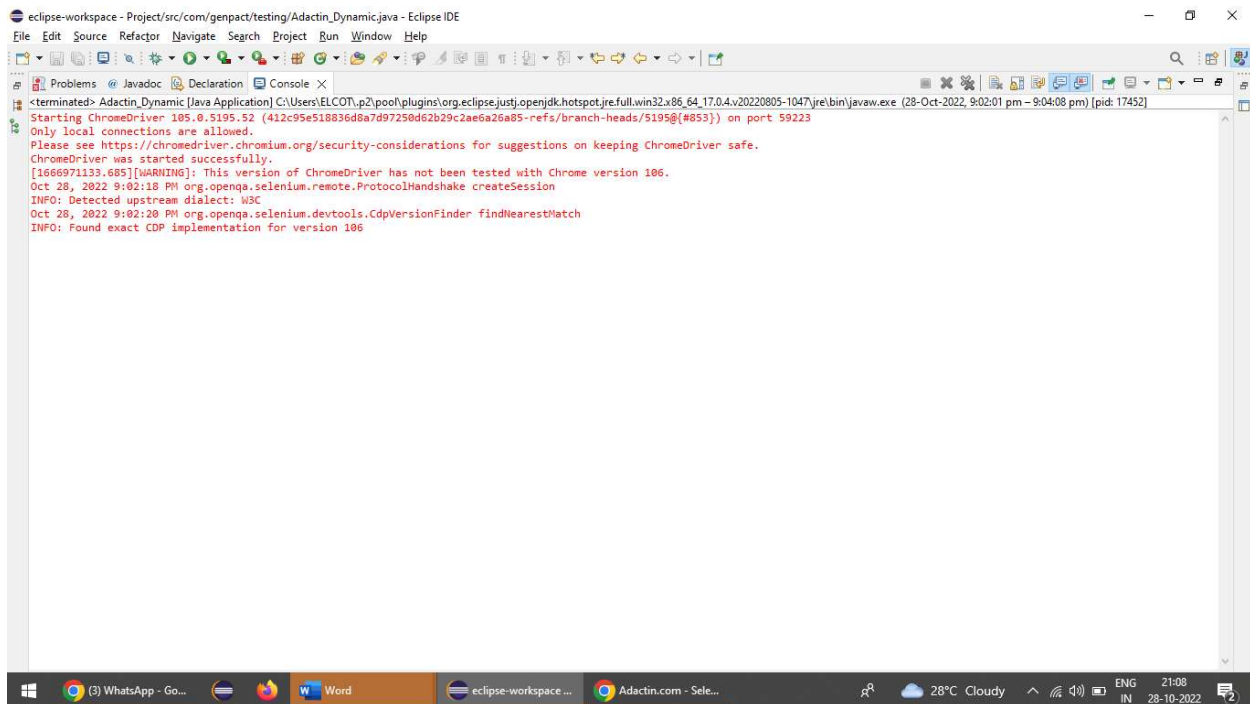 eclipse-workspace - Project/src/com/genpact/testing/Adactin_Dynamic.java - Eclipse IDE
File Edit Source Refactor Navigate Search Project Run Window Help
Problems @ Javadoc Declaration Console
<terminated> Adactin_Dynamic [Java Application] C:\Users\ELCOT\.p2\pool\plugins\org.eclipse.justj.openjdk.hotspot.jre.full.win32.x86_64_17.0.4.v20220805-1047\jre\bin\javaw.exe (28-Oct-2022, 9:02:01 pm – 9:04:08 pm) [pid: 17452]
Starting ChromeDriver 105.0.5195.52 (412c95e518836d8a7d97250d62b29c2ae6a26a85-refs/branch-heads/5195@{#853}) on port 59223
Only local connections are allowed.
Please see https://chromedriver.chromium.org/security-considerations for suggestions on keeping ChromeDriver safe.
ChromeDriver was started successfully.
[1666971133.685][WARNING]: This version of ChromeDriver has not been tested with Chrome version 106.
Oct 28, 2022 9:02:18 PM org.openqa.selenium.remote.ProtocolHandshake createSession
INFO: Detected upstream dialect: W3C
Oct 28, 2022 9:02:20 PM org.openqa.selenium.devtools.CdpVersionFinder findNearestMatch
INFO: Found exact CDP implementation for version 106
(3) WhatsApp - Go... Word eclipse-workspace ... Adactin.com - Sele... 28°C Cloudy ENG 21:08
IN 28-10-2022 2